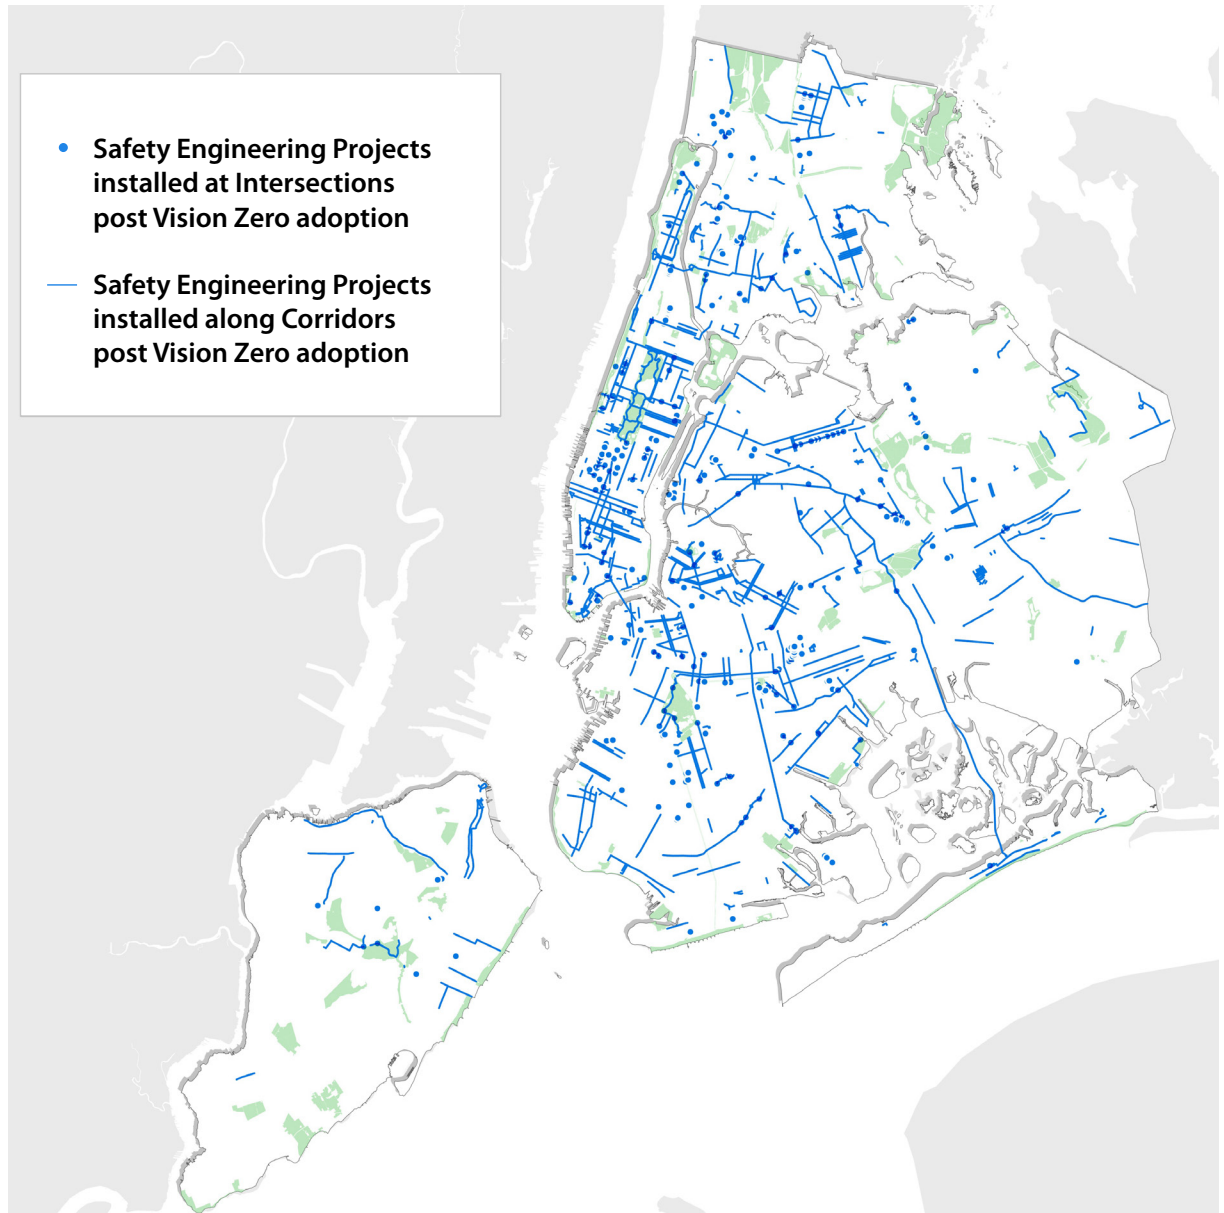 Safety Engineering Projects
installed at Intersections
post Vision Zero adoption
Safety Engineering Projects
installed along Corridors
post Vision Zero adoption